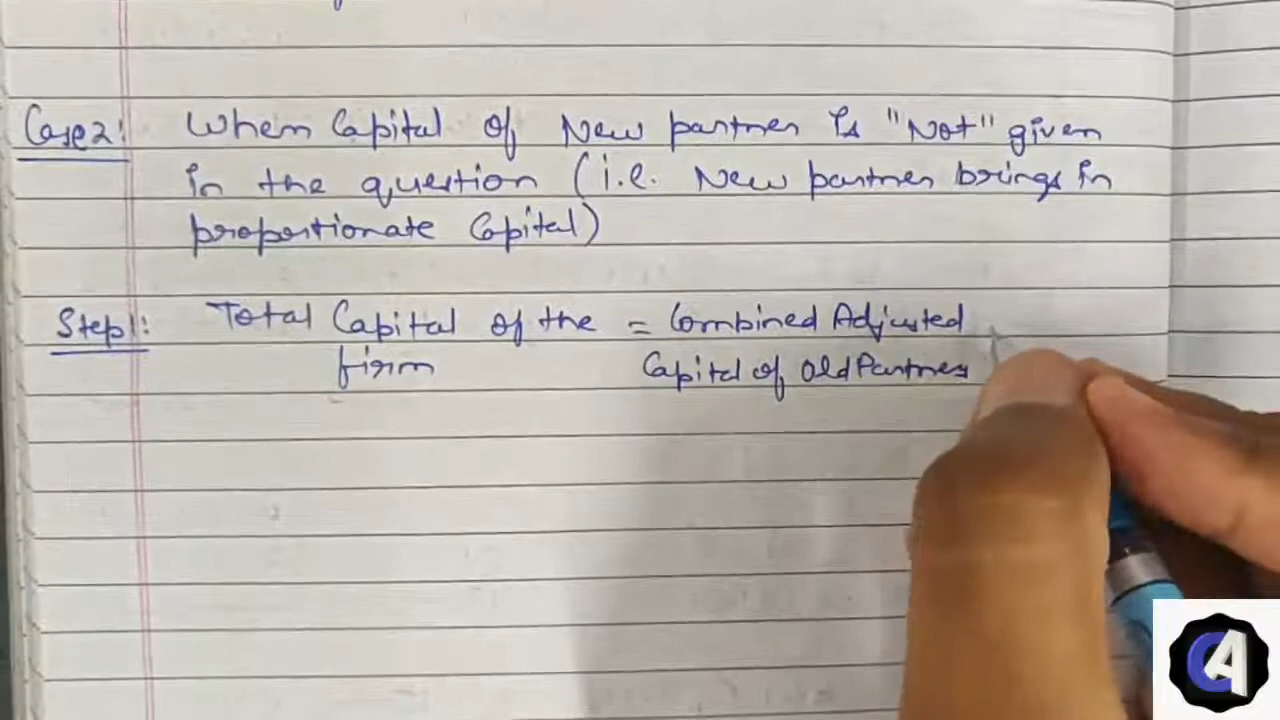 Case2: When Capital of New partner is "Not" given
in the question (i.e. New partner brings in
proportionate Capital)
Step1: Total Capital of the = Combined Adjusted
firm Capital of Old Partners
CA